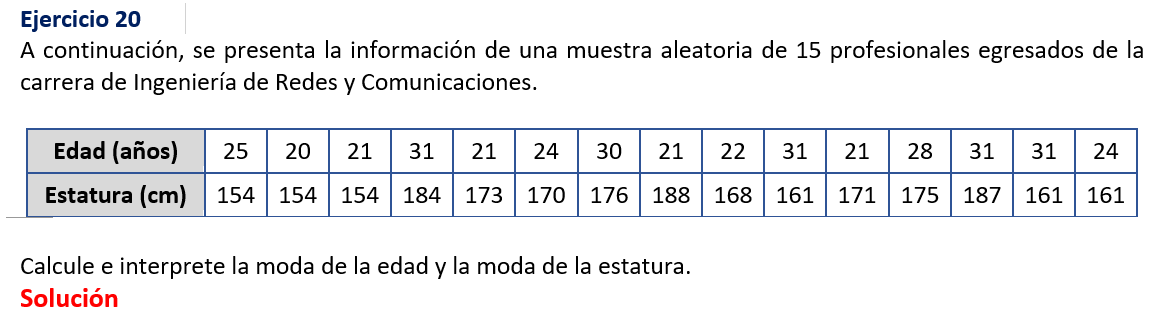 Ejercicio 20
A continuación, se presenta la información de una muestra aleatoria de 15 profesionales egresados de la
carrera de Ingeniería de Redes y Comunicaciones.
Edad (años) 25 20 21 31 21 24 30 21 22 31 21 28 31 31 24
Estatura (cm) 154 154 154 184 173 170 176 188 168 161 171 175 187 161 161
Calcule e interprete la moda de la edad y la moda de la estatura.
Solución